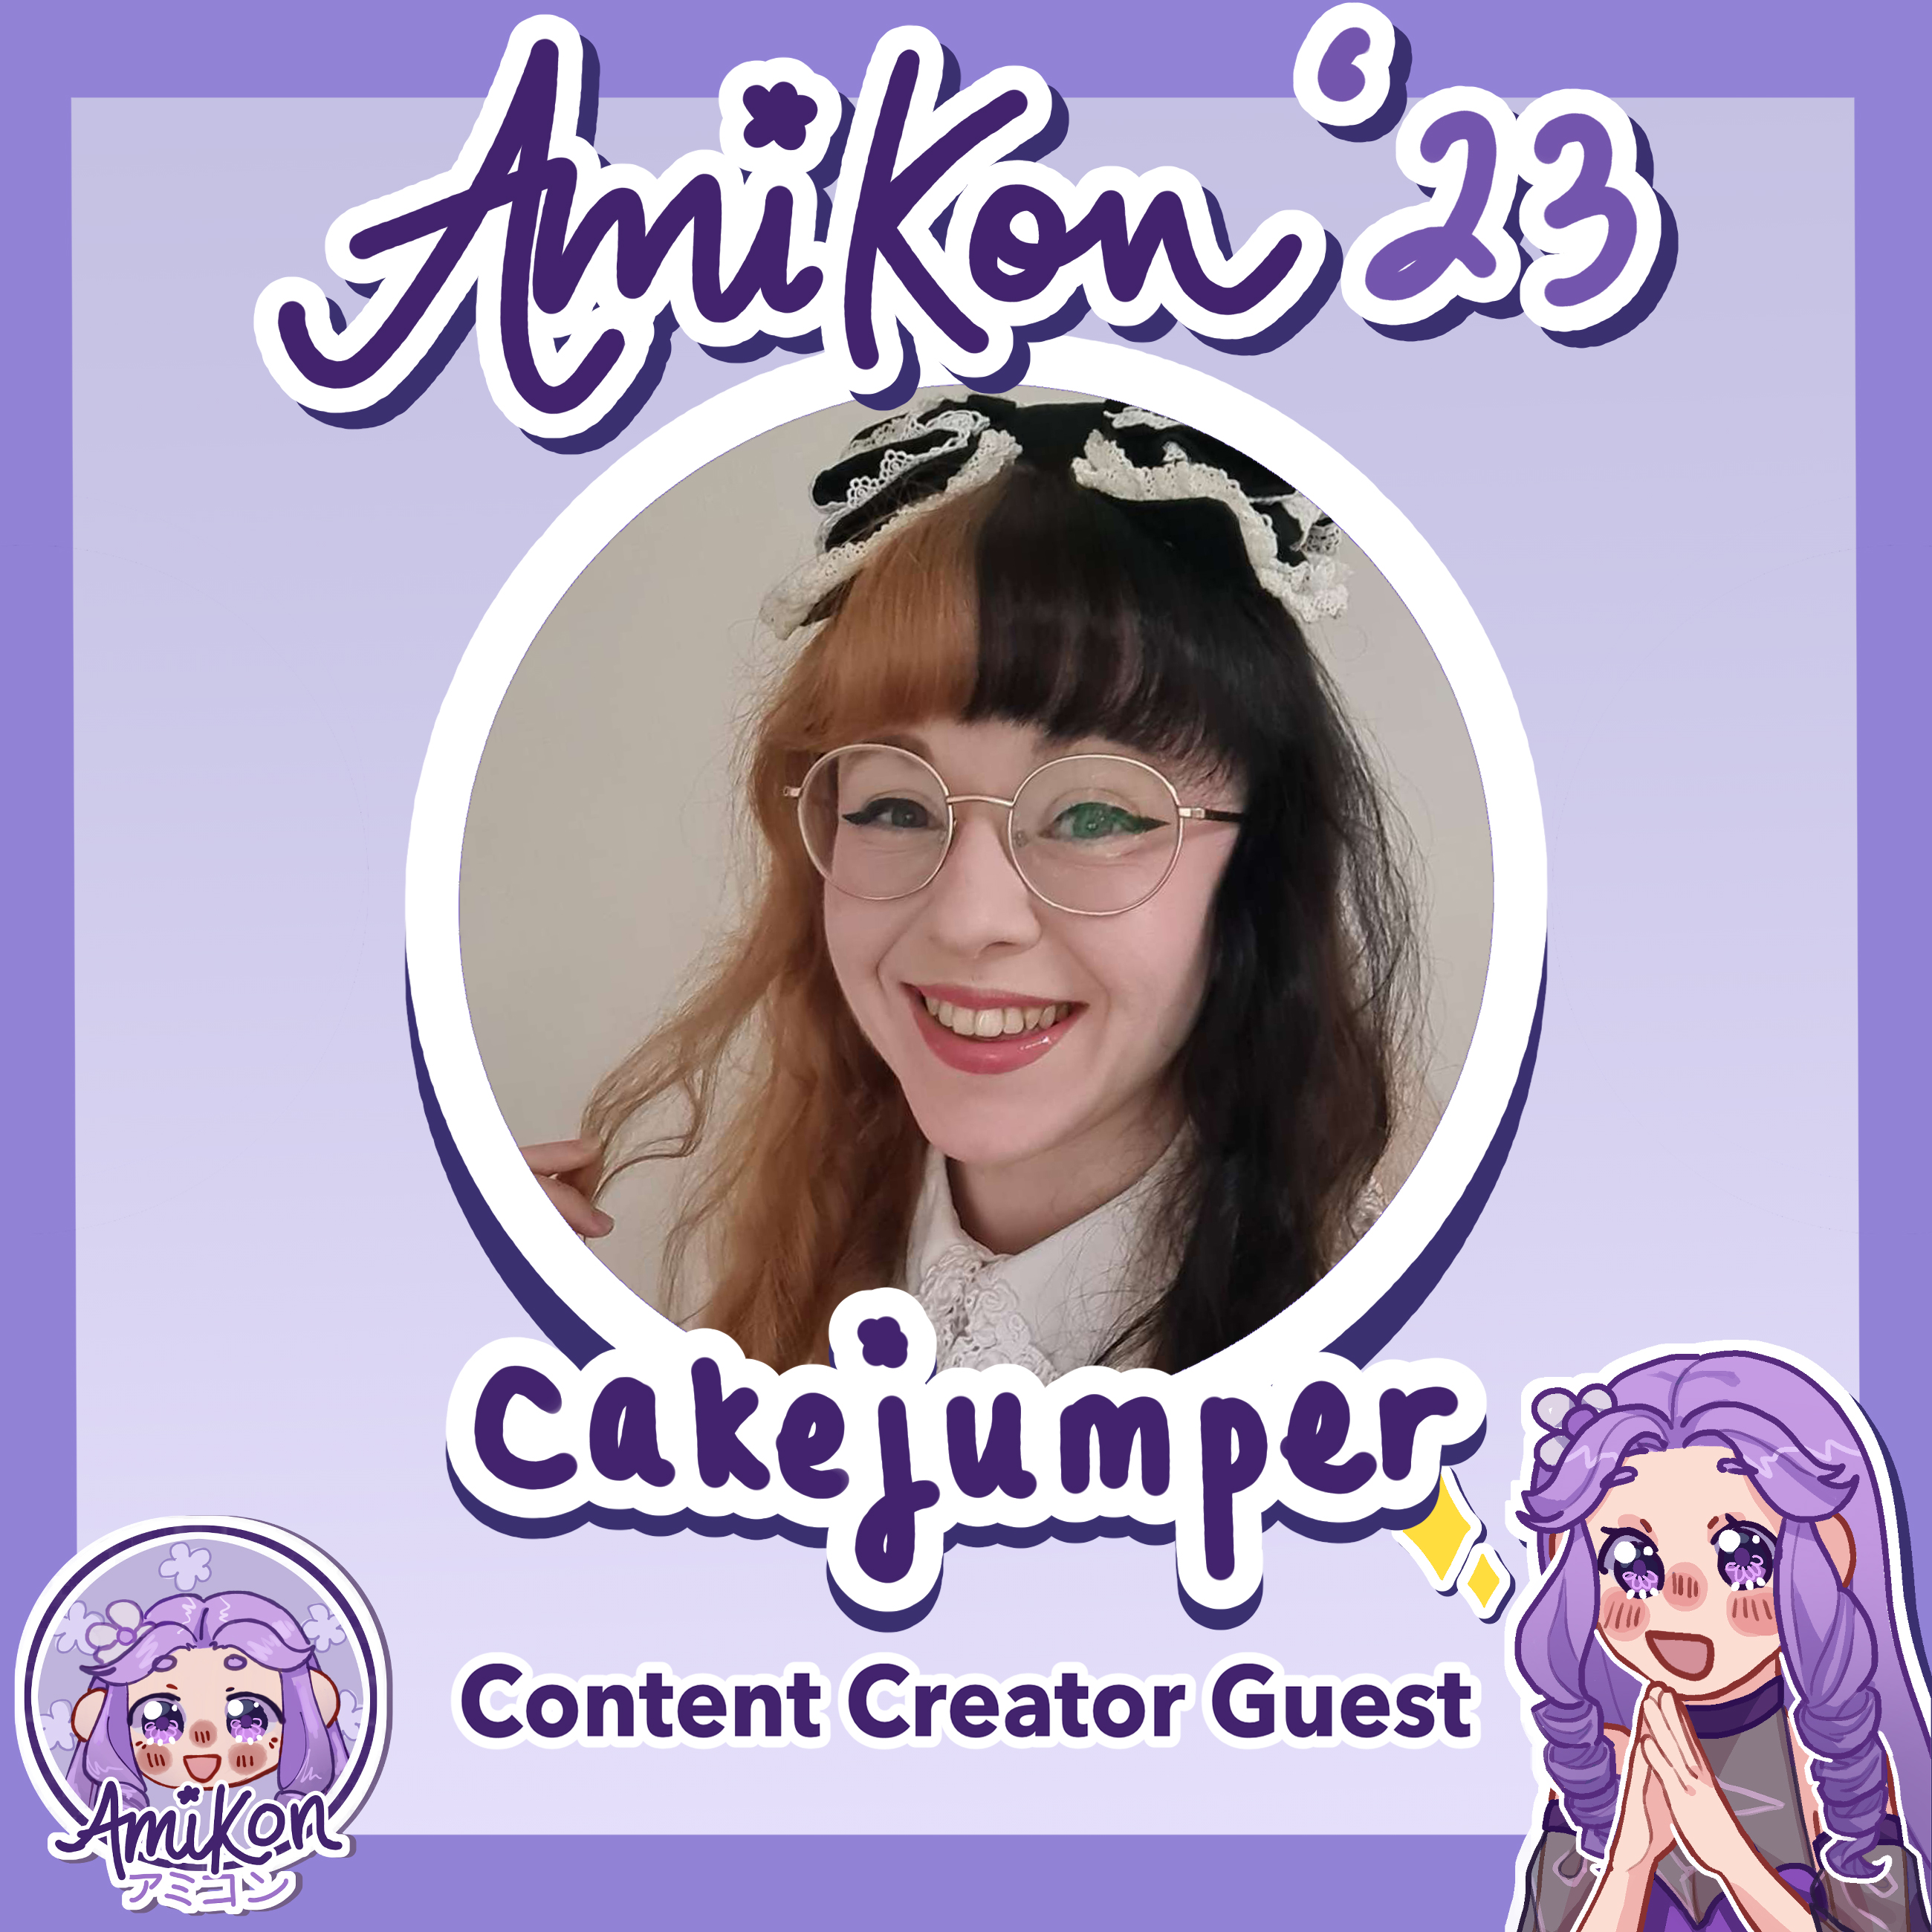 AmiKon '23
Cakejumper
Content Creator Guest
AmiKon
アミコン